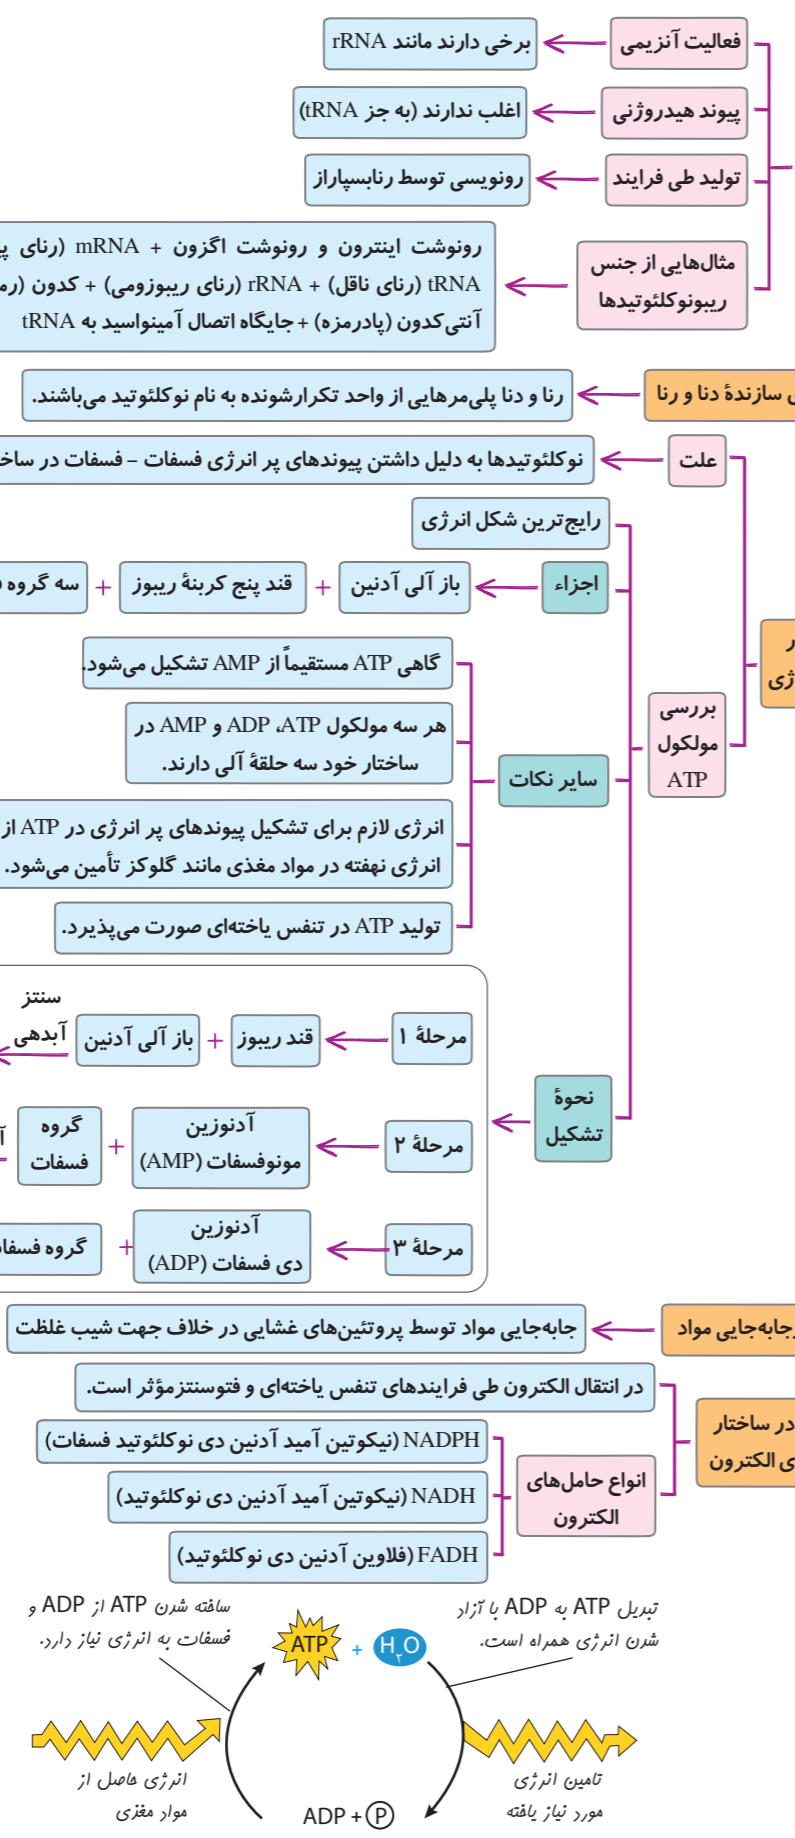 فعالیت آنزیمی
برخی دارند مانند rRNA
پیوند هیدروژنی
اغلب ندارند (به جز tRNA)
تولید طی فرایند
رونویسی توسط رنابسپاراز
مثال‌هایی از جنس
ریبونوکلئوتیدها
رونوشت اینترون و رونوشت اگزون + mRNA (رنای
tRNA (رنای ناقل) + rRNA (رنای ریبوزومی) + کدون
آنتی‌کدون (پادرمزه) + جایگاه اتصال آمینواسید به tRNA
سازندهٔ دنا و رنا
رنا و دنا پلی‌مرهایی از واحد تکرارشونده به نام نوکلئوتید می‌باشند.
علت
نوکلئوتیدها به دلیل داشتن پیوندهای پر انرژی فسفات – فسفات در
رایج‌ترین شکل انرژی
اجزاء
باز آلی آدنین + قند پنج کربنهٔ ریبوز + سه گروه
بررسی
مولکول
ATP
سایر نکات
گاهی ATP مستقیماً از AMP تشکیل می‌شود.
هر سه مولکول ATP، ADP و AMP در
ساختار خود سه حلقهٔ آلی دارند.
انرژی لازم برای تشکیل پیوندهای پر انرژی در ATP از
انرژی نهفته در مواد مغذی مانند گلوکز تأمین می‌شود.
تولید ATP در تنفس یاخته‌ای صورت می‌پذیرد.
نحوهٔ
تشکیل
مرحلهٔ ۱
قند ریبوز + باز آلی آدنین
سنتز
آبدهی
مرحلهٔ ۲
آدنوزین
مونوفسفات (AMP)
+
گروه
فسفات
مرحلهٔ ۳
آدنوزین
دی فسفات (ADP)
+
گروه
جابه‌جایی مواد
جابه‌جایی مواد توسط پروتئین‌های غشایی در خلاف جهت شیب غلظت
در ساختار
الکترون
در انتقال الکترون طی فرایندهای تنفس یاخته‌ای و فتوسنتز مؤثر است.
انواع حامل‌های
الکترون
NADPH (نیکوتین آمید آدنین دی نوکلئوتید فسفات)
NADH (نیکوتین آمید آدنین دی نوکلئوتید)
FADH (فلاوین آدنین دی نوکلئوتید)
تبدیل ATP به ADP با آزاد
شدن انرژی همراه است.
ساخته شدن ATP از ADP و
فسفات به انرژی نیاز دارد.
ATP + H₂O
تامین انرژی
مورد نیاز یاخته
انرژی حاصل از
مواد مغذی
ADP + P